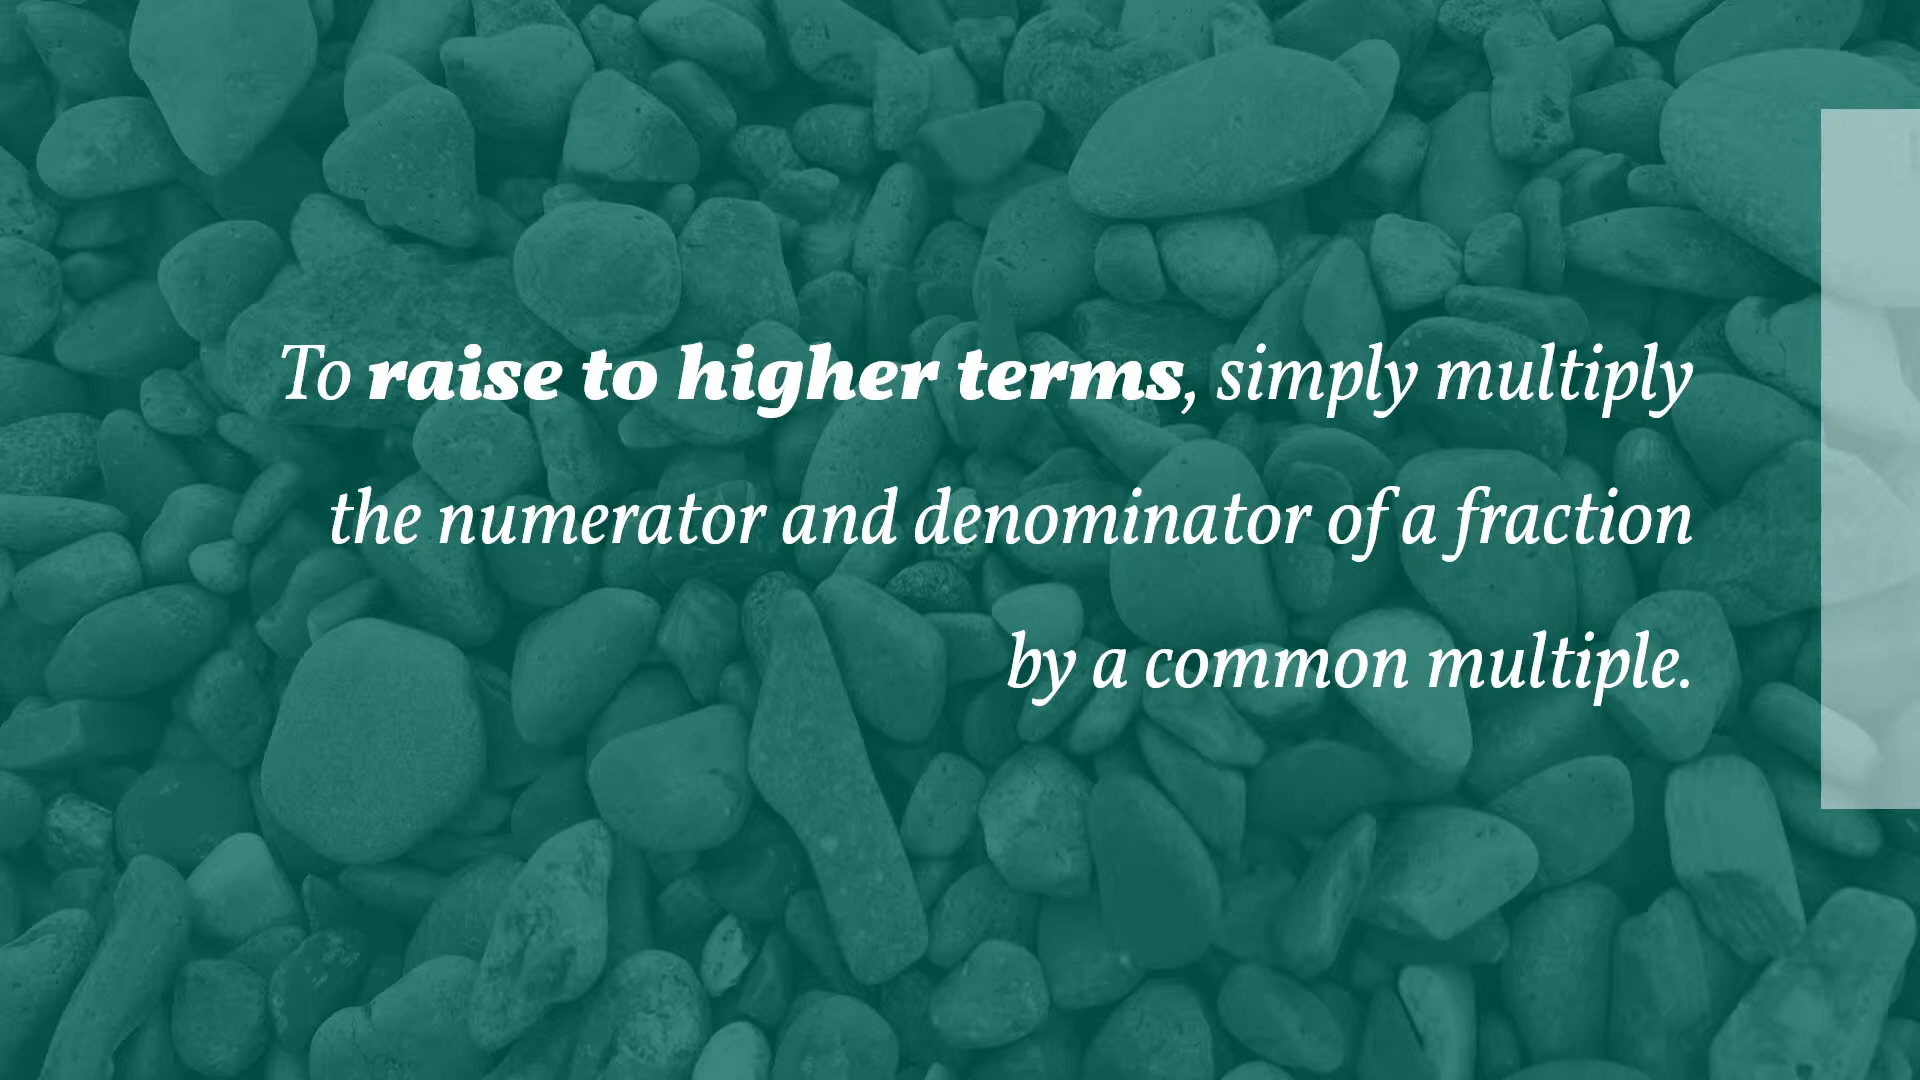 To raise to higher terms, simply multiply
the numerator and denominator of a fraction
by a common multiple.